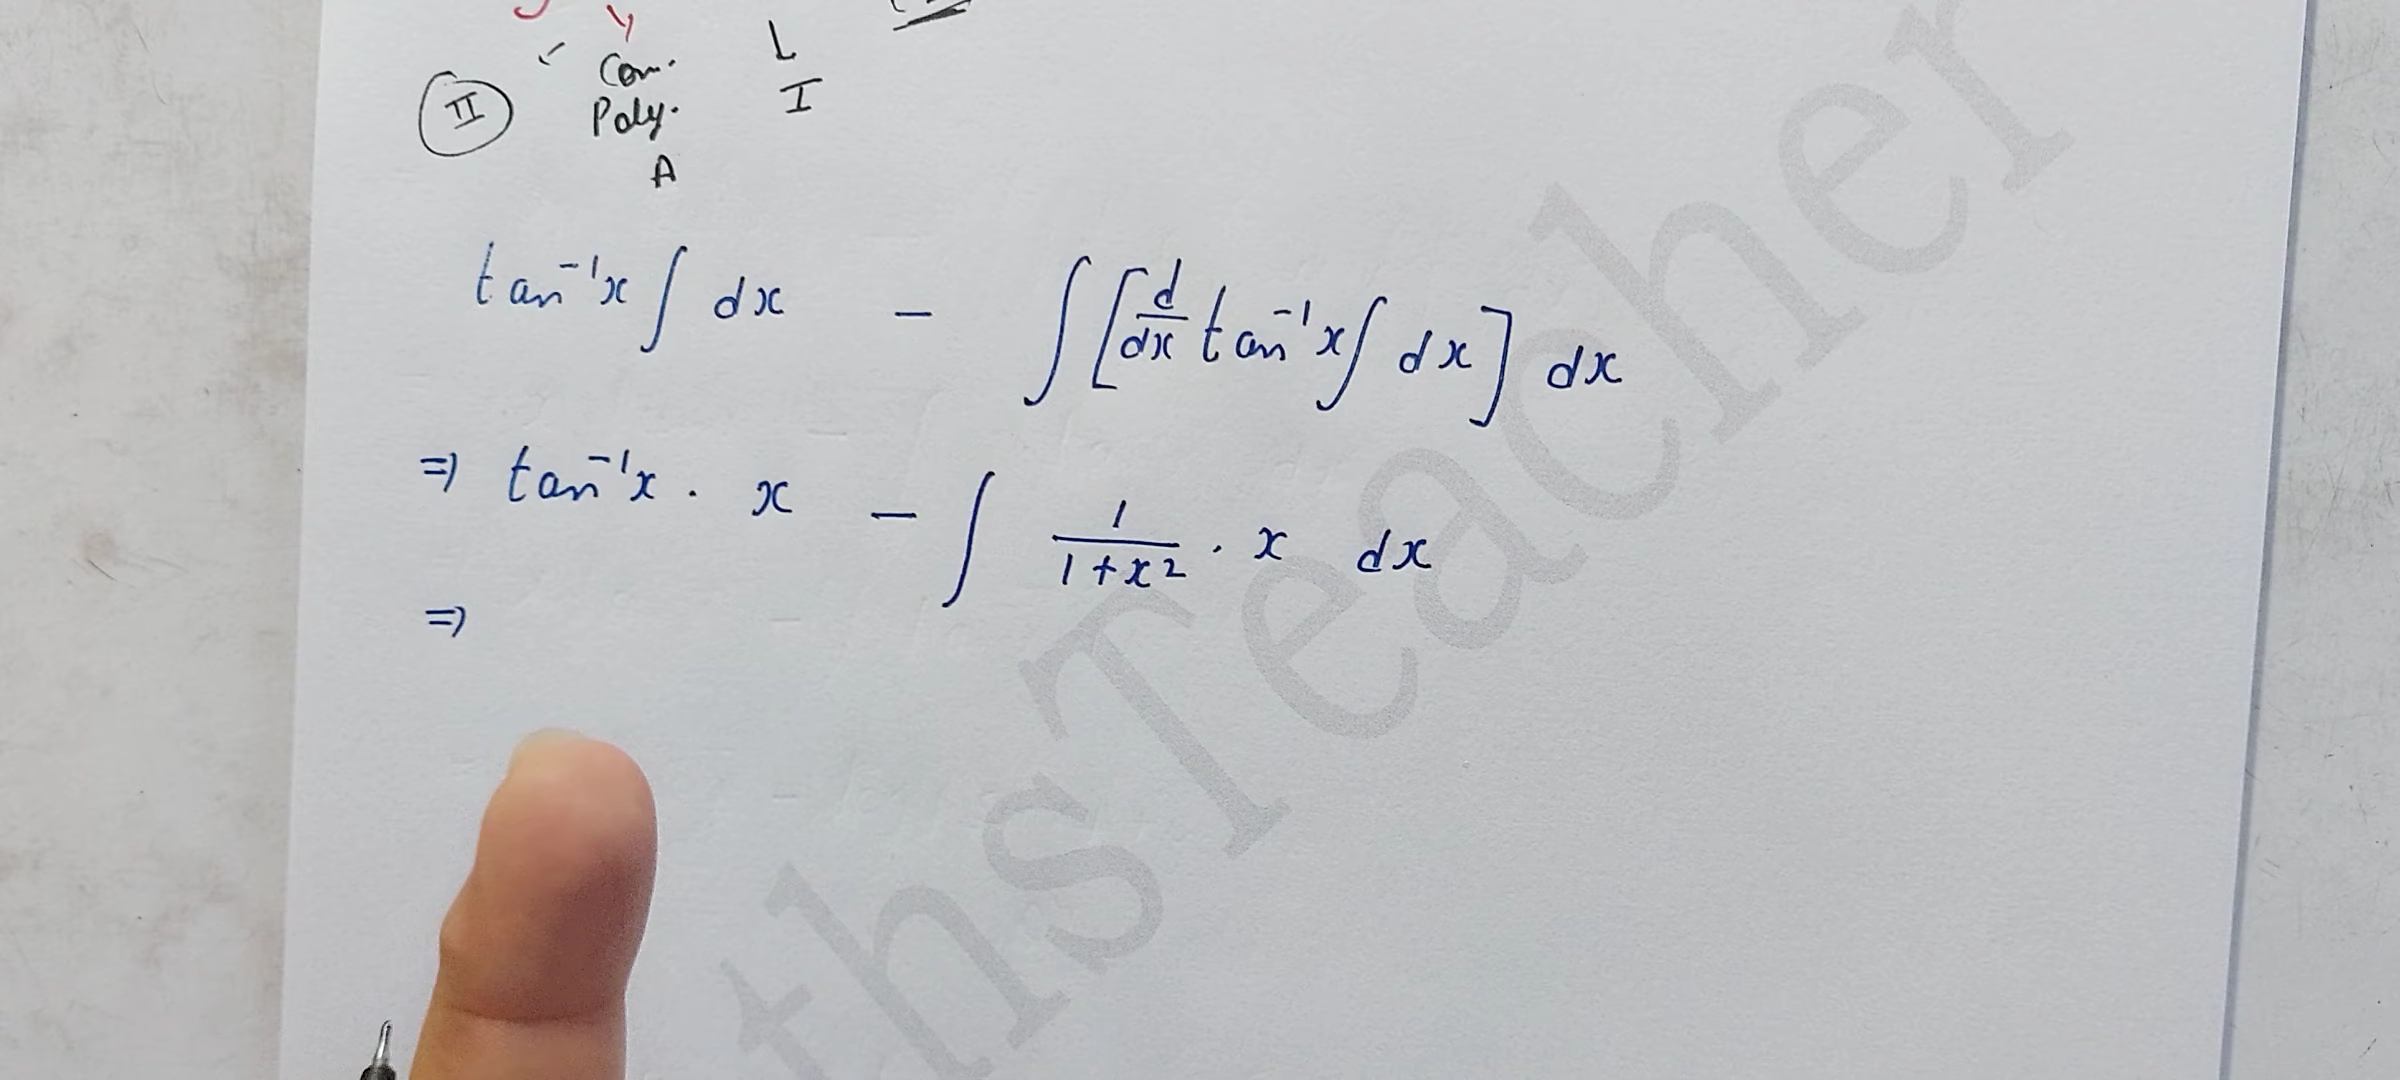 Con. L
II Poly. I
A
tan⁻¹x ∫ dx − ∫ [d/dx tan⁻¹x ∫ dx] dx
⇒ tan⁻¹x · x − ∫ 1/(1+x²) · x dx
⇒
thsTeacher